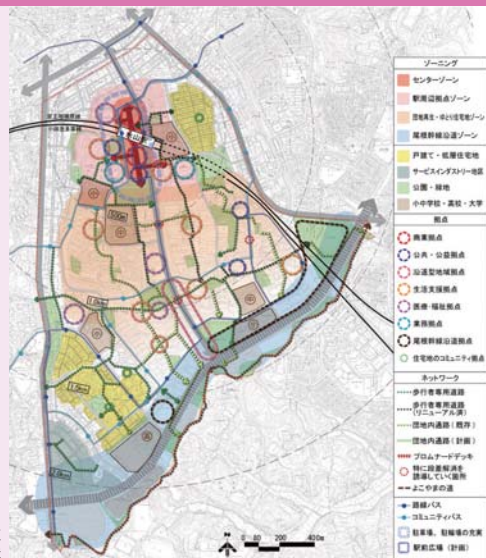 ゾーニング
センターゾーン
駅周辺拠点ゾーン
団地再生・ゆとり住宅地ゾーン
尾根幹線沿道ゾーン
戸建て・低層住宅地
サービスインダストリー地区
公園・緑地
小中学校・高校・大学
拠点
商業拠点
公共・公益拠点
沿道型地域拠点
生活支援拠点
医療・福祉拠点
業務拠点
尾根幹線沿道拠点
住宅地のコミュニティ拠点
ネットワーク
歩行者専用道路
歩行者専用道路
(リニューアル済)
団地内通路(既存)
団地内通路(計画)
プロムナードデッキ
特に段差解消を
誘導していく箇所
よこやまの道
路線バス
コミュニティバス
駐車場、駐輪場の充実
駅前広場(計画)
500m
1.0km
1.5km
2.0km
0 80 200 400m